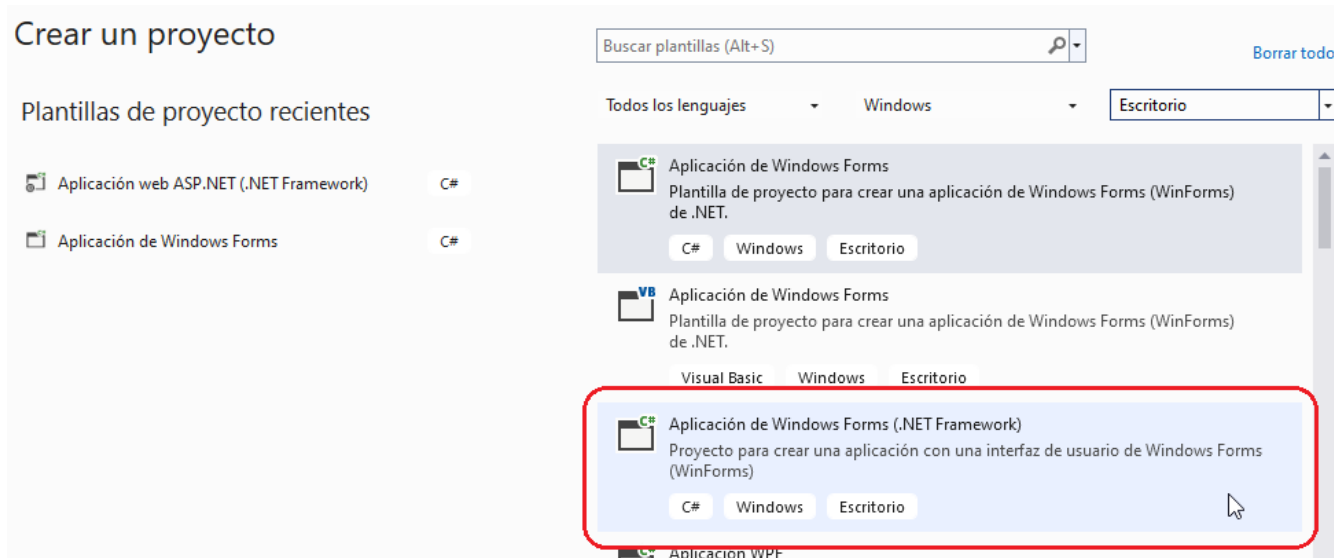 Crear un proyecto
Buscar plantillas (Alt+S)
Borrar todo
Plantillas de proyecto recientes
Todos los lenguajes
Windows
Escritorio
Aplicación web ASP.NET (.NET Framework)
C#
Aplicación de Windows Forms
C#
C#
Aplicación de Windows Forms
Plantilla de proyecto para crear una aplicación de Windows Forms (WinForms)
de .NET.
C#
Windows
Escritorio
VB
Aplicación de Windows Forms
Plantilla de proyecto para crear una aplicación de Windows Forms (WinForms)
de .NET.
Visual Basic
Windows
Escritorio
C#
Aplicación de Windows Forms (.NET Framework)
Proyecto para crear una aplicación con una interfaz de usuario de Windows Forms
(WinForms)
C#
Windows
Escritorio
C#
Aplicación WPF